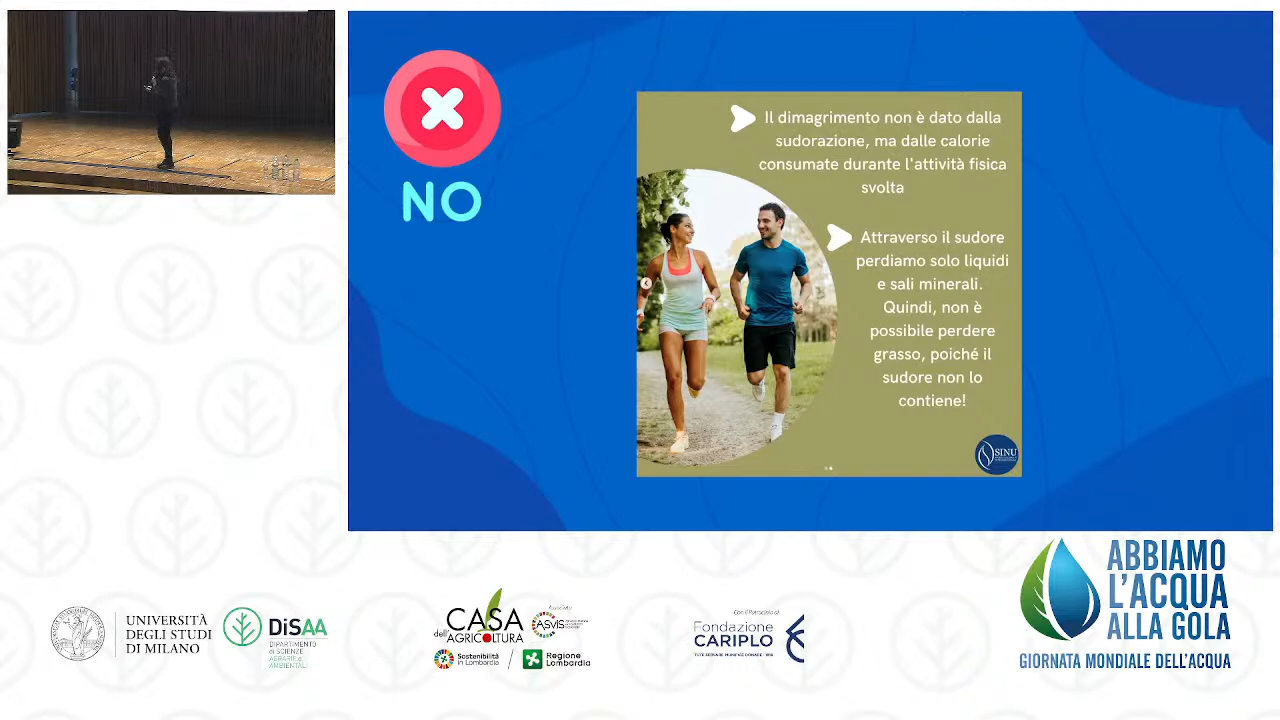 NO
Il dimagrimento non è dato dalla
sudorazione, ma dalle calorie
consumate durante l'attività fisica
svolta
Attraverso il sudore
perdiamo solo liquidi
e sali minerali.
Quindi, non è
possibile perdere
grasso, poiché il
sudore non lo
contiene!
SINU
UNIVERSITÀ
DEGLI STUDI
DI MILANO
DiSAA
DIPARTIMENTO
di SCIENZE
AGRARIE e
AMBIENTALI
CASA
dell'AGRICOLTURA
Associato
ASviS
Sostenibilità
in Lombardia
Regione
Lombardia
Con il Patrocinio di
Fondazione
CARIPLO
ABBIAMO
L'ACQUA
ALLA GOLA
GIORNATA MONDIALE DELL'ACQUA